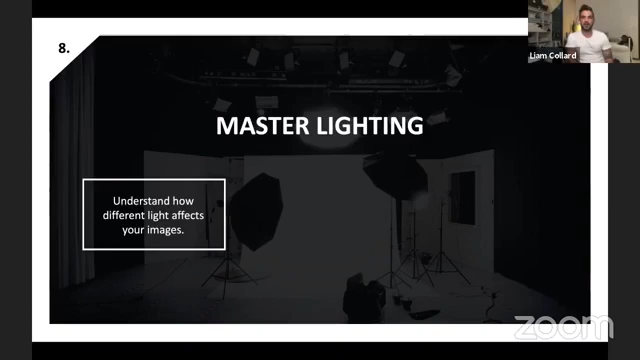 8.
Liam Collard
MASTER LIGHTING
Understand how
different light affects
your images.
zoom